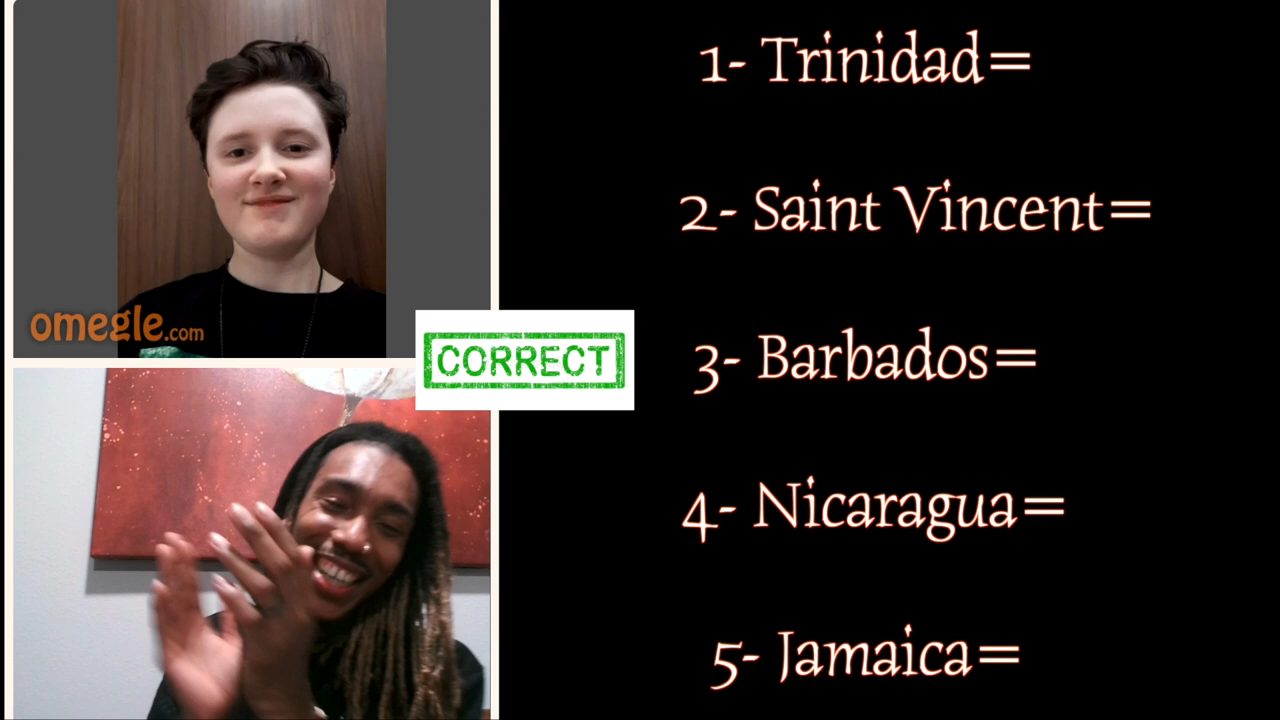 1- Trinidad=
2- Saint Vincent=
omegle.com
CORRECT
3- Barbados=
4- Nicaragua=
5- Jamaica=